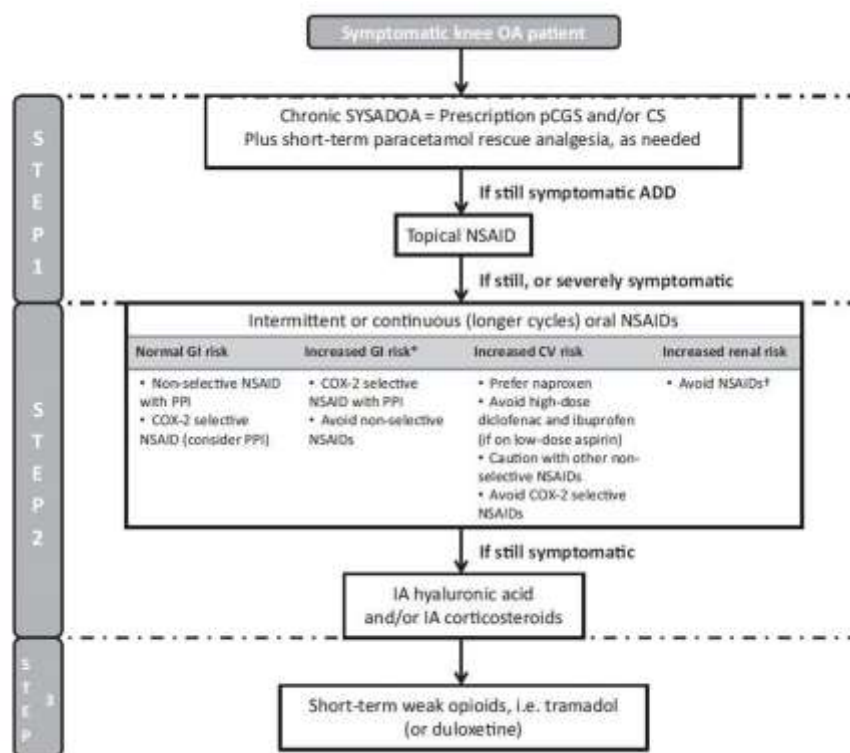 Symptomatic knee OA patient
STEP 1
Chronic SYSADOA = Prescription pCGS and/or CS
Plus short-term paracetamol rescue analgesia, as needed
If still symptomatic ADD
Topical NSAID
If still, or severely symptomatic
STEP 2
Intermittent or continuous (longer cycles) oral NSAIDs
Normal GI risk
• Non-selective NSAID
with PPI
• COX-2 selective
NSAID (consider PPI)
Increased GI risk*
• COX-2 selective
NSAID with PPI
• Avoid non-selective
NSAIDs
Increased CV risk
• Prefer naproxen
• Avoid high-dose
diclofenac and ibuprofen
(if on low-dose aspirin)
• Caution with other non-
selective NSAIDs
• Avoid COX-2 selective
NSAIDs
Increased renal risk
• Avoid NSAIDs†
If still symptomatic
IA hyaluronic acid
and/or IA corticosteroids
STEP 3
Short-term weak opioids, i.e. tramadol
(or duloxetine)